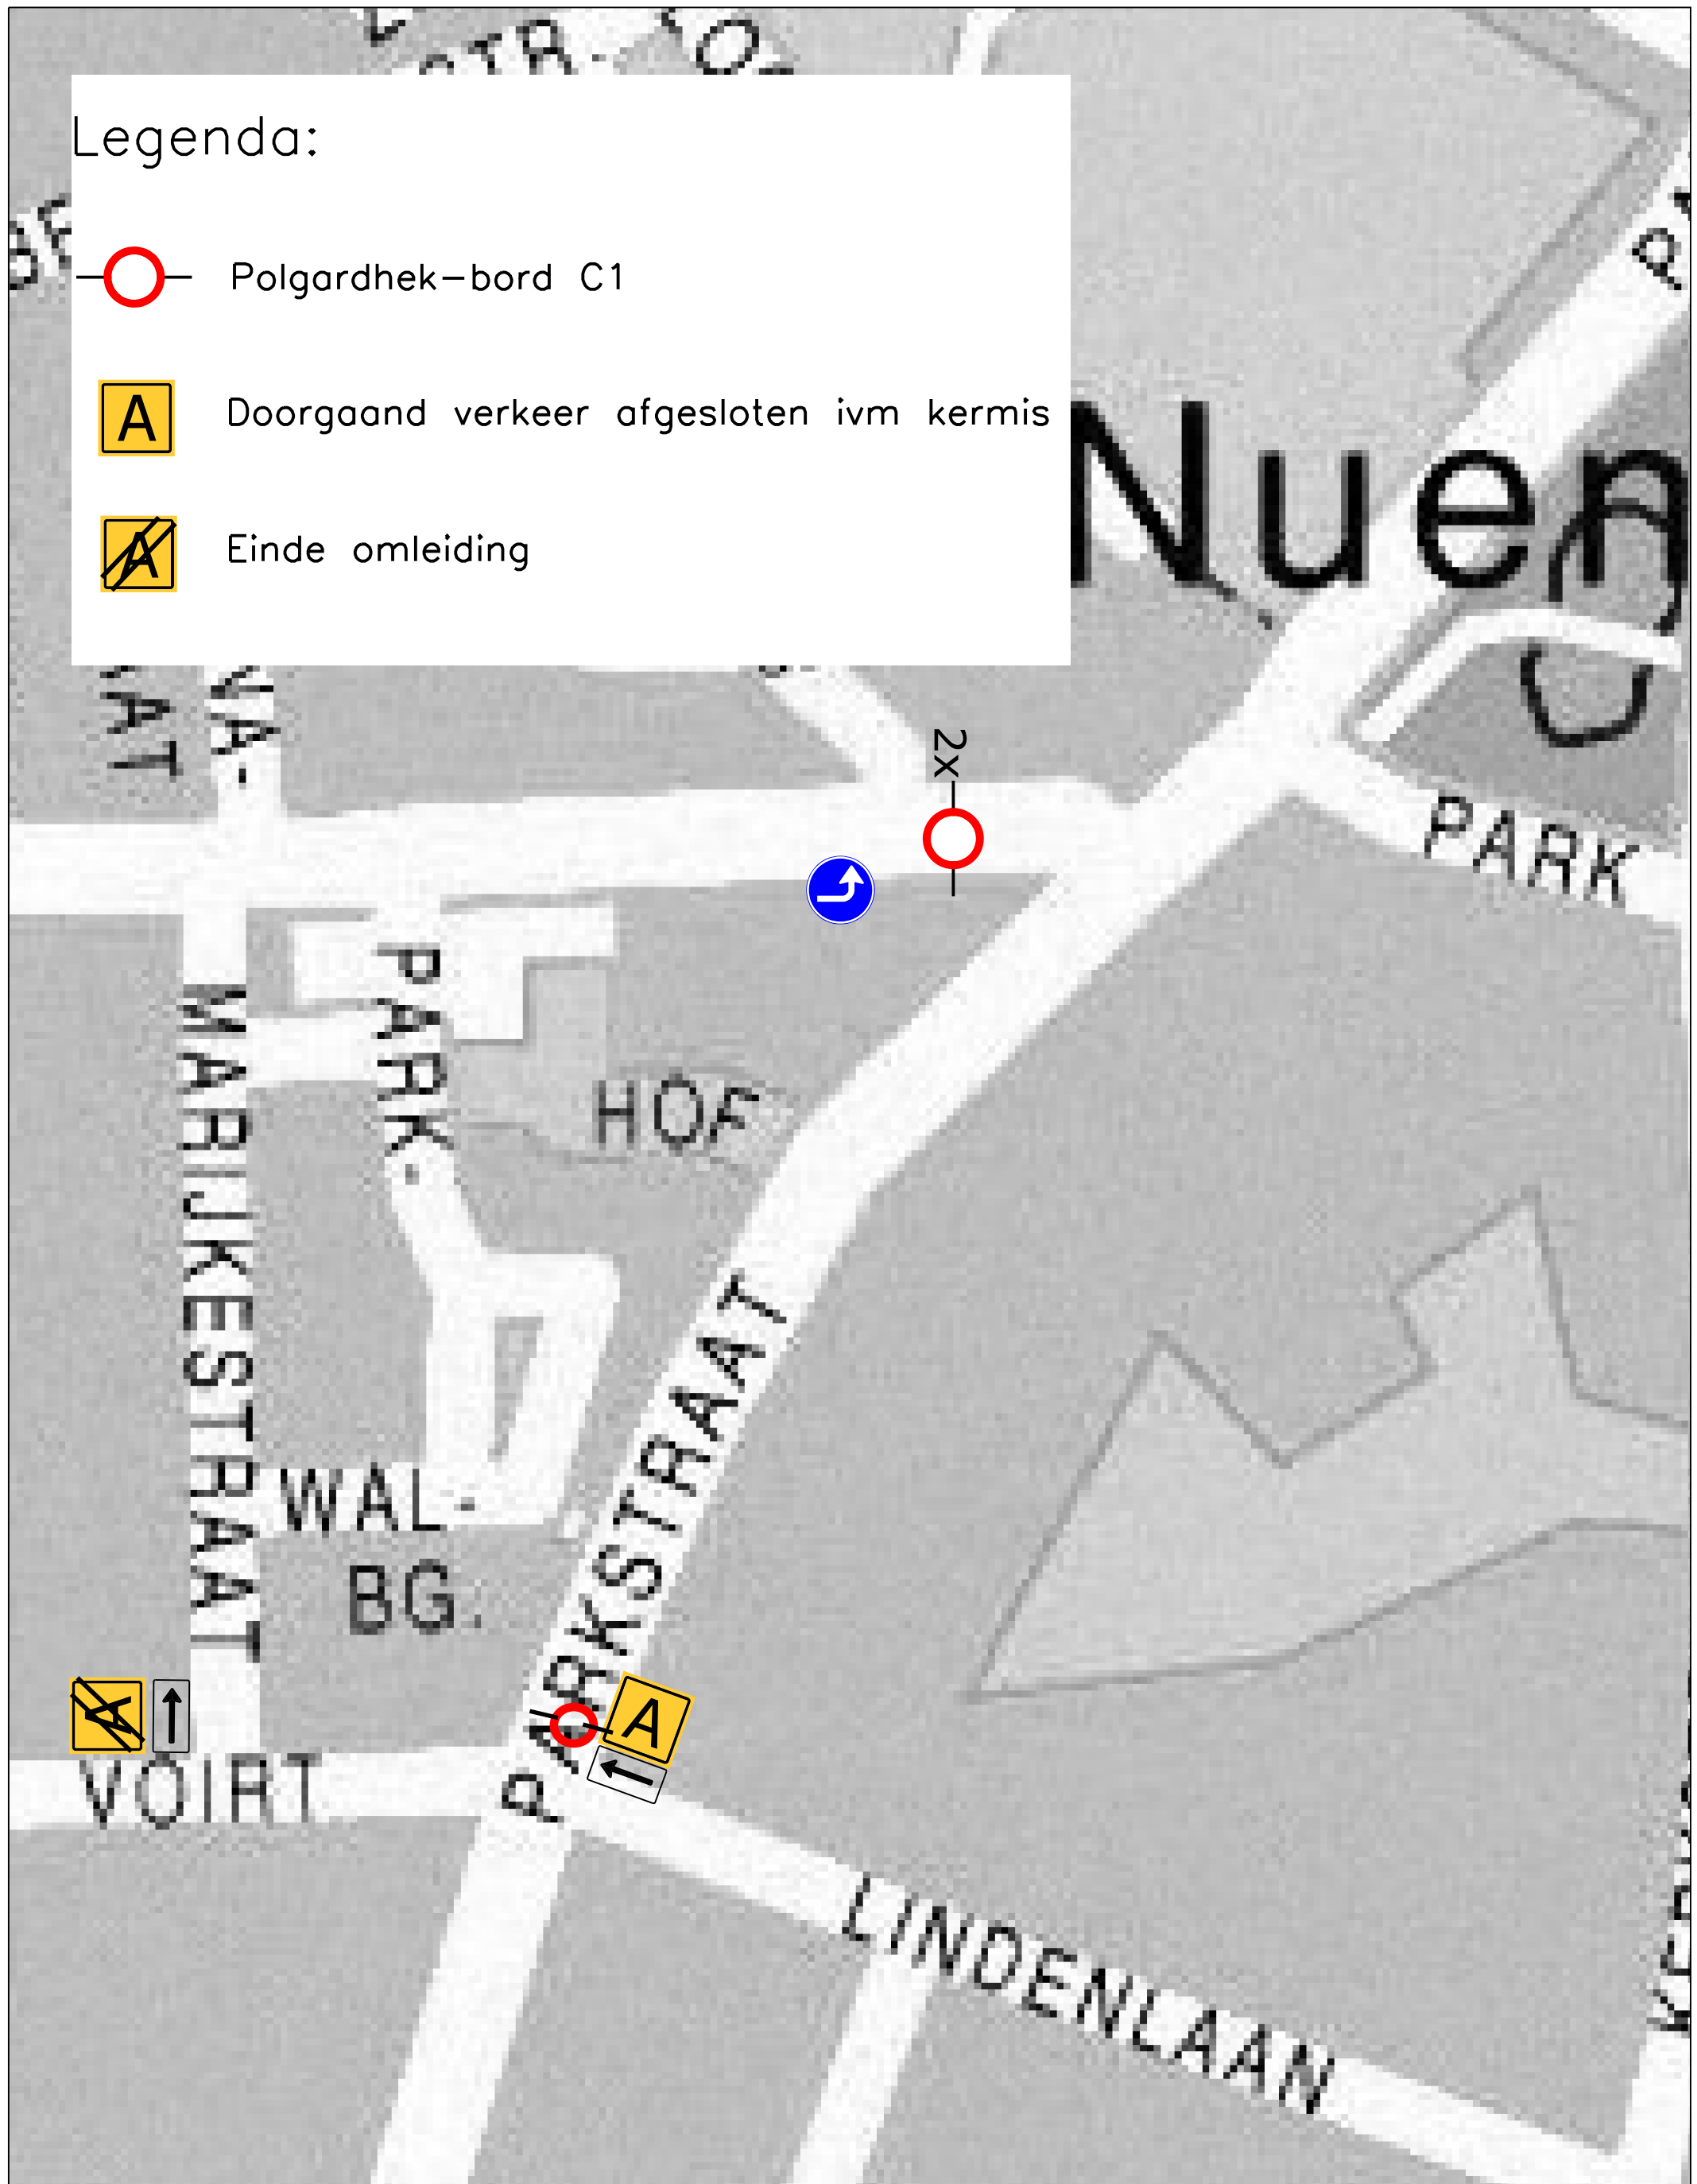 STR.
Legenda:
Polgardhek-bord C1
A
Doorgaand verkeer afgesloten ivm kermis
A
Einde omleiding
Nuen
2x
PARK
PARK-
HOF
MARIJKESTRAAT
PARKSTRAAT
WAL-
BG.
A
A
VOIRT
LINDENLAAN